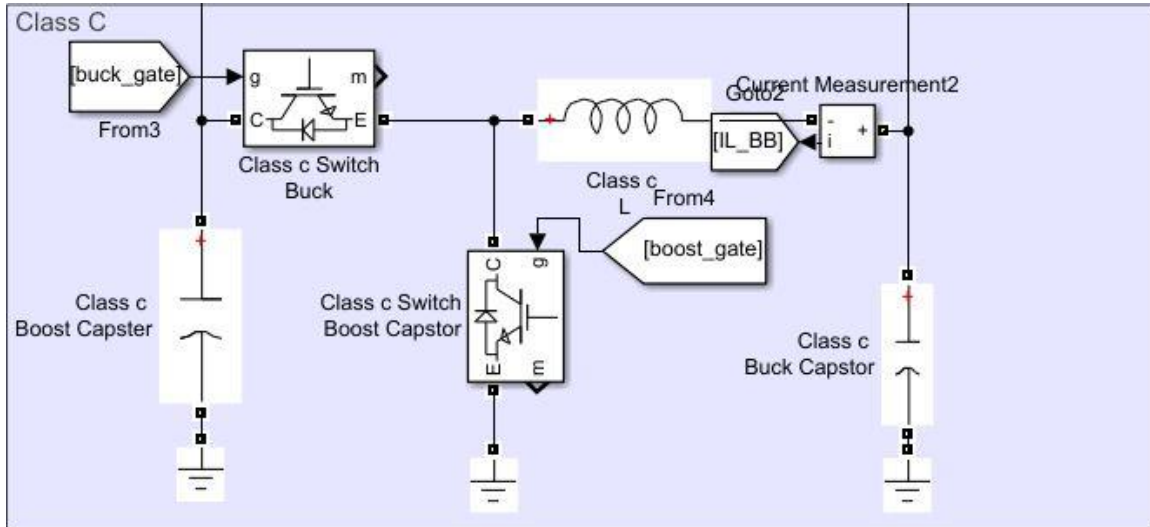 Class C
[buck_gate]
From3
g
m
C
E
Class c Switch
Buck
Current Measurement2
Goto2
[IL_BB]
-
i
+
+
Class c
L
From4
[boost_gate]
g
C
E
m
Class c Switch
Boost Capstor
+
Class c
Boost Capster
+
Class c
Buck Capstor